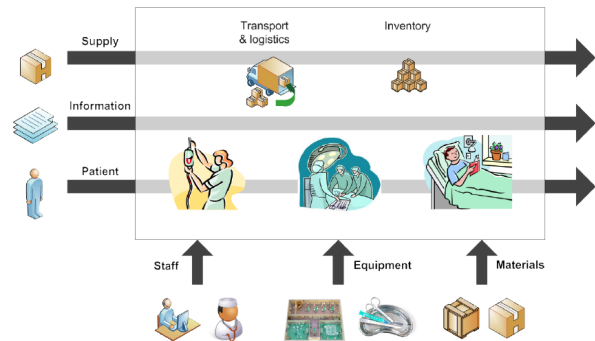 Transport
& logistics
Inventory
Supply
Information
Patient
Staff
Equipment
Materials